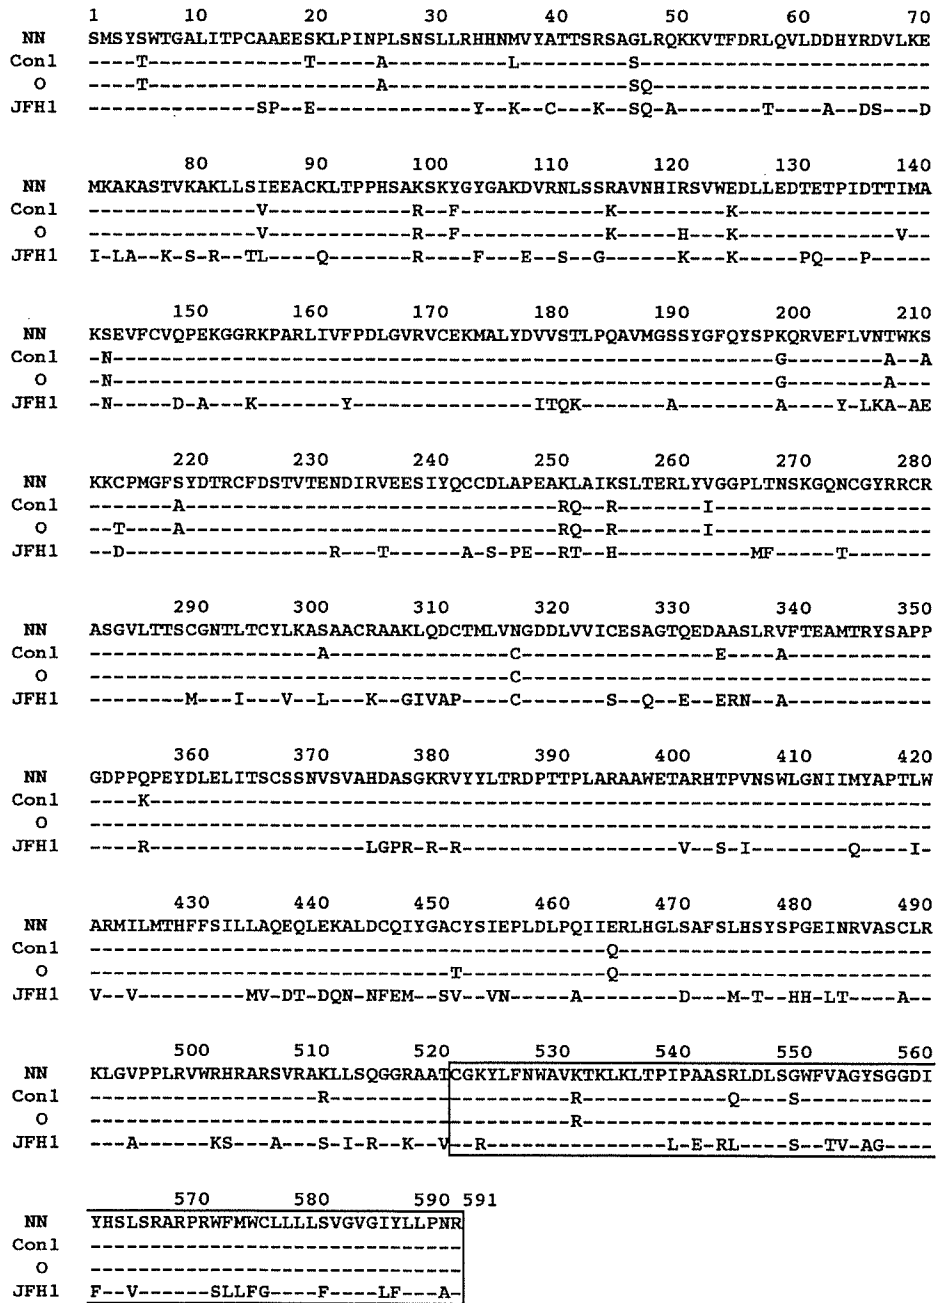 1 10 20 30 40 50 60 70
NN SMSYSWTGALITPCAAEESKLPINPLSNSLLRHHNMVYATTSRSAGLRQKKVTFDRLQVLDDHYRDVLKE
Con1 ----T-------------T-----A----------L---------S------------------------
O ----T-------------------A--------------------SQ-----------------------
JFH1 --------------SP--E-------------Y--K--C---K--SQ-A-------T----A--DS---D
80 90 100 110 120 130 140
NN MKAKASTVKAKLLSIEEACKLTPPHSAKSKYGYGAKDVRNLSSRAVNHIRSVWEDLLEDTETPIDTTIMA
Con1 --------------V------------R--F------------K---------K----------------
O --------------V------------R--F------------K-----H---K-------------V--
JFH1 I-LA--K-S-R--TL----Q-------R----F---E--S--G------C---K-----PQ---P-----
150 160 170 180 190 200 210
NN KSEVFCVQPEKGGRKPARLIVFPDLGVRVCEKMALYDVVSTLPQAVMGSSYGFQYSPKQRVEFLVNTWKS
Con1 -N-------------------------------------------------------G--------A--A
O -N-------------------------------------------------------G--------A---
JFH1 -N-----D-A---K-------Y---------------ITQK-------A--------A----Y-LKA-AE
220 230 240 250 260 270 280
NN KKCPMGFSYDTRCFDSTVTENDIRVEESIYQCCDLAPEAKLAIKSLTERLYVGGPLTNSKGQNCGYRRCR
Con1 -------A-------------------------------RQ--R-------I------------------
O --T----A-------------------------------RQ--R-------I------------------
JFH1 --D-----------------R---T------A-S-PE--RT--H-----------MF-----T-------
290 300 310 320 330 340 350
NN ASGVLTTSCGNTLTCYLKASAACRAAKLQDCTMLVNGDDLVVICESAGTQEDAASLRVFTEAMTRYSAPP
Con1 -------------------A---------------C----------------E----A------------
O -----------------------------------C----------------------------------
JFH1 --------M---I---V--L---K--GIVAP----C-------S--Q--E--ERN--A------------
360 370 380 390 400 410 420
NN GDPPQPEYDLELITSCSSNVSVAHDASGKRVYYLTRDPTTPLARAAWETARHTPVNSWLGNIIMYAPTLW
Con1 ----K-----------------------------------------------------------------
O ----------------------------------------------------------------------
JFH1 ----R------------------LGPR-R-V------------------V--S-I--------Q----I-
430 440 450 460 470 480 490
NN ARMILMTHFFSILLAQEQLEKALDCQIYGACYSIEPLDLPQIIERLHGLSAFSLHSYSPGEINRVASCLR
Con1 -------------------------------------------Q--------------------------
O ------------------------------T------------Q--------------------------
JFH1 V--V---------MV-DT-DQN-NFEM--SV--VN-----A--------D---M-T--HH-LT----A--
500 510 520 530 540 550 560
NN KLGVPPLRVWRHRARSVRAKLLSQGGRAATCGKYLFNWAVKTKLKLTPIPAASRLDLSGWFVAGYSGGDI
Con1 -------------------R--------------------R------------Q---S------------
O ----------------------------------------R-----------------------------
JFH1 ---A------KS---A---S-I-R--K--V--R---------------L-E-RL---S--TV-AG-----
570 580 590 591
NN YHSLSRARPRWFMWCLLLLSVGVGIYLLPNR
Con1 -------------------------------
O -------------------------------
JFH1 F--V------SLLFG----F----LF---A-